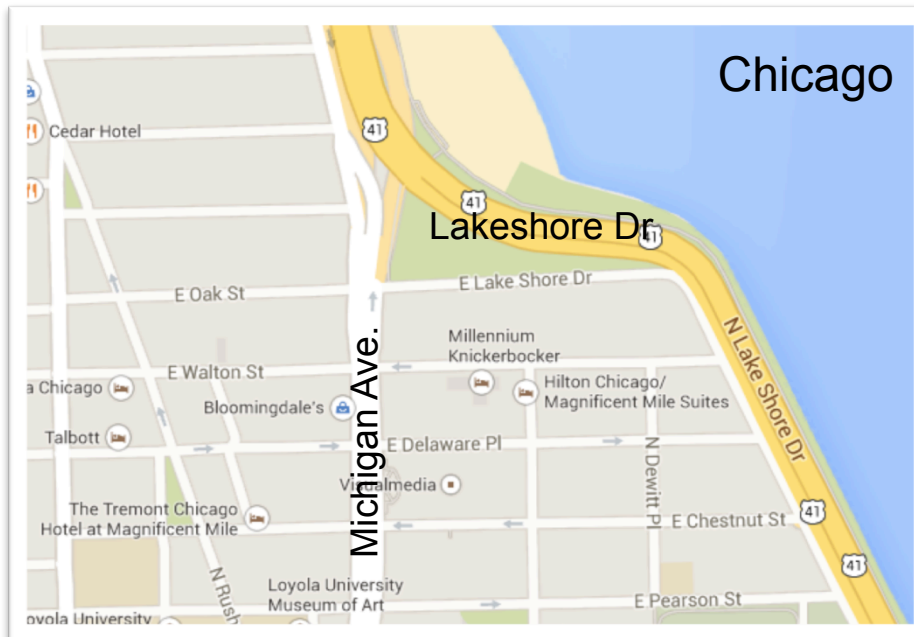 Chicago
41
Cedar Hotel
41
Lakeshore Dr
41
E Lake Shore Dr
E Oak St
Millennium
Knickerbocker
N Lake Shore Dr
E Walton St
a Chicago
Hilton Chicago/
Magnificent Mile Suites
Bloomingdale's
Michigan Ave.
Talbott
E Delaware Pl
N Dewitt Pl
Visualmedia
The Tremont Chicago
Hotel at Magnificent Mile
E Chestnut St
41
41
N Rush
Loyola University
Museum of Art
E Pearson St
oyola University